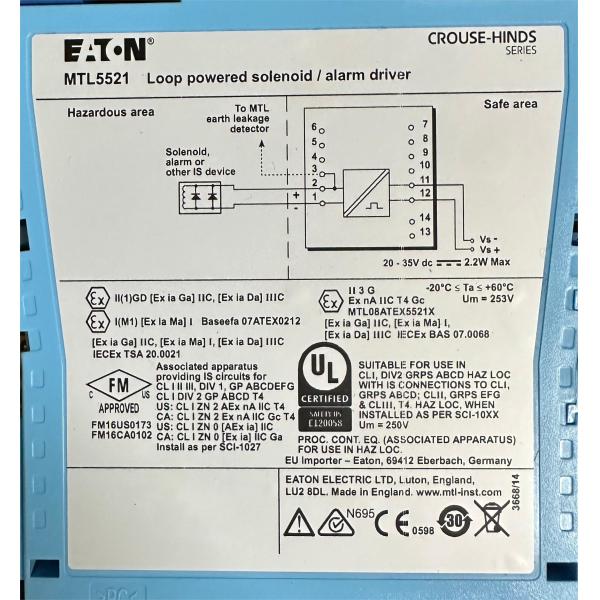 EATON®
CROUSE-HINDS
SERIES
MTL5521 Loop powered solenoid / alarm driver
Hazardous area
Safe area
To MTL
earth leakage
detector
Solenoid,
alarm or
other IS device
6
5
4
3
2
1
+
-
7
8
9
10
11
12
14
13
Vs -
Vs +
20 - 35V dc 2.2W Max
Ex II(1)GD [Ex ia Ga] IIC, [Ex ia Da] IIIC
Ex I(M1) [Ex ia Ma] I Baseefa 07ATEX0212
[Ex ia Ga] IIC, [Ex ia Da] IIIC, [Ex ia Ma] I
IECEx TSA 20.0021
Ex II 3 G -20°C ≤ Ta ≤ +60°C
Ex nA IIC T4 Gc Um = 253V
MTL08ATEX5521X
[Ex ia Ga] IIC, [Ex ia Ma] I,
[Ex ia Da] IIIC IECEx BAS 07.0068
C FM US
APPROVED
FM16US0173
FM16CA0102
Associated apparatus
providing IS circuits for
CL I II III, DIV 1, GP ABCDEFG
CL I DIV 2 GP ABCD T4
US: CL I ZN 2 AEx nA IIC T4
CA: CL I ZN 2 Ex nA IIC Gc T4
US: CL I ZN 0 [AEx ia] IIC
CA: CL I ZN 0 [Ex ia] IIC Ga
Install as per SCI-1027
UL
CERTIFIED
SAFETY US
E120058
SUITABLE FOR USE IN
CLI, DIV2 GRPS ABCD HAZ LOC
WITH IS CONNECTIONS TO CLI,
GRPS ABCD; CLII, GRPS EFG
& CLIII, T4. HAZ LOC, WHEN
INSTALLED AS PER SCI-10XX
Um = 250V
PROC. CONT. EQ. (ASSOCIATED APPARATUS)
FOR USE IN HAZ LOC.
EU Importer – Eaton, 69412 Eberbach, Germany
EATON ELECTRIC LTD, Luton, England,
LU2 8DL. Made in England. www.mtl-inst.com
N695
CE 0598
30
3668/14
>PC<